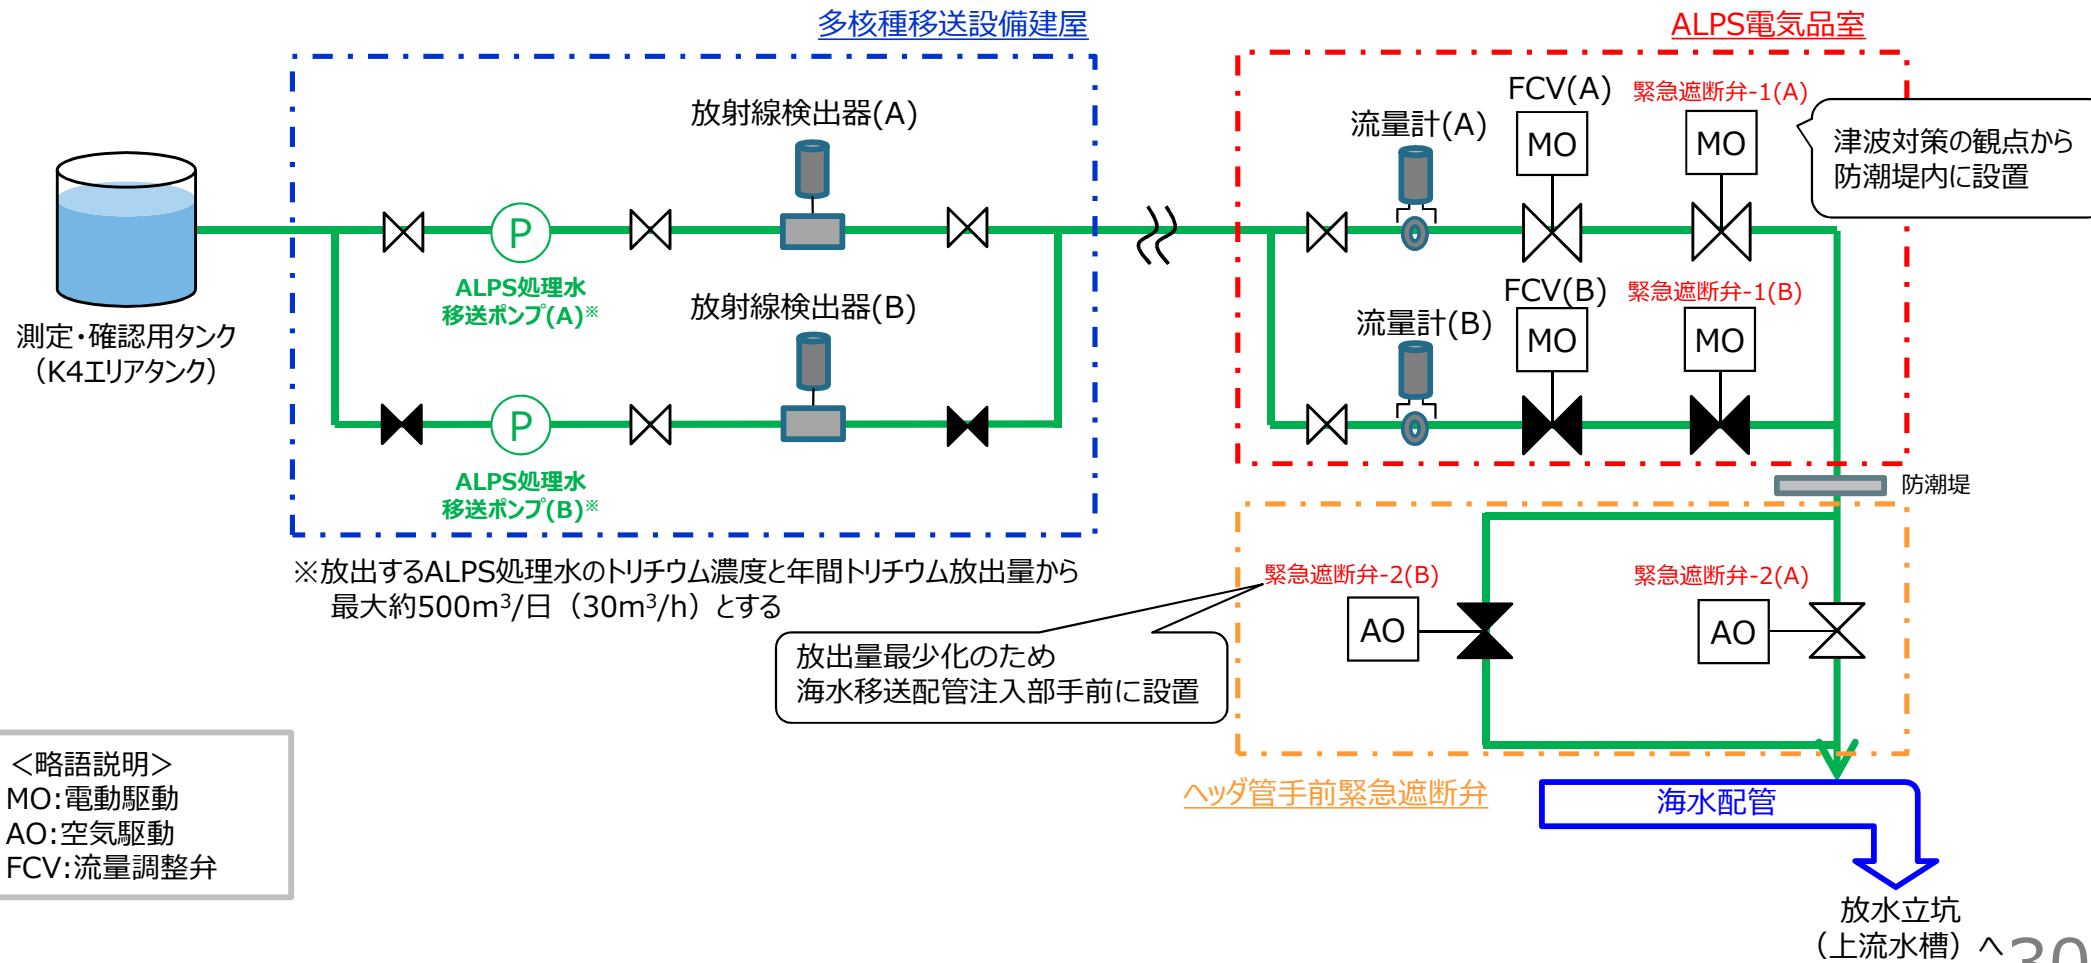 多核種移送設備建屋
ALPS電気品室
放射線検出器(A)
流量計(A)
FCV(A)
緊急遮断弁-1(A)
MO
MO
津波対策の観点から
防潮堤内に設置
P
ALPS処理水
移送ポンプ(A)※
放射線検出器(B)
流量計(B)
FCV(B)
緊急遮断弁-1(B)
MO
MO
測定・確認用タンク
（K4エリアタンク）
P
ALPS処理水
移送ポンプ(B)※
防潮堤
※放出するALPS処理水のトリチウム濃度と年間トリチウム放出量から
最大約500m³/日（30m³/h）とする
緊急遮断弁-2(B)
緊急遮断弁-2(A)
AO
AO
放出量最少化のため
海水移送配管注入部手前に設置
＜略語説明＞
MO:電動駆動
AO:空気駆動
FCV:流量調整弁
ヘッダ管手前緊急遮断弁
海水配管
放水立坑
（上流水槽）へ
30